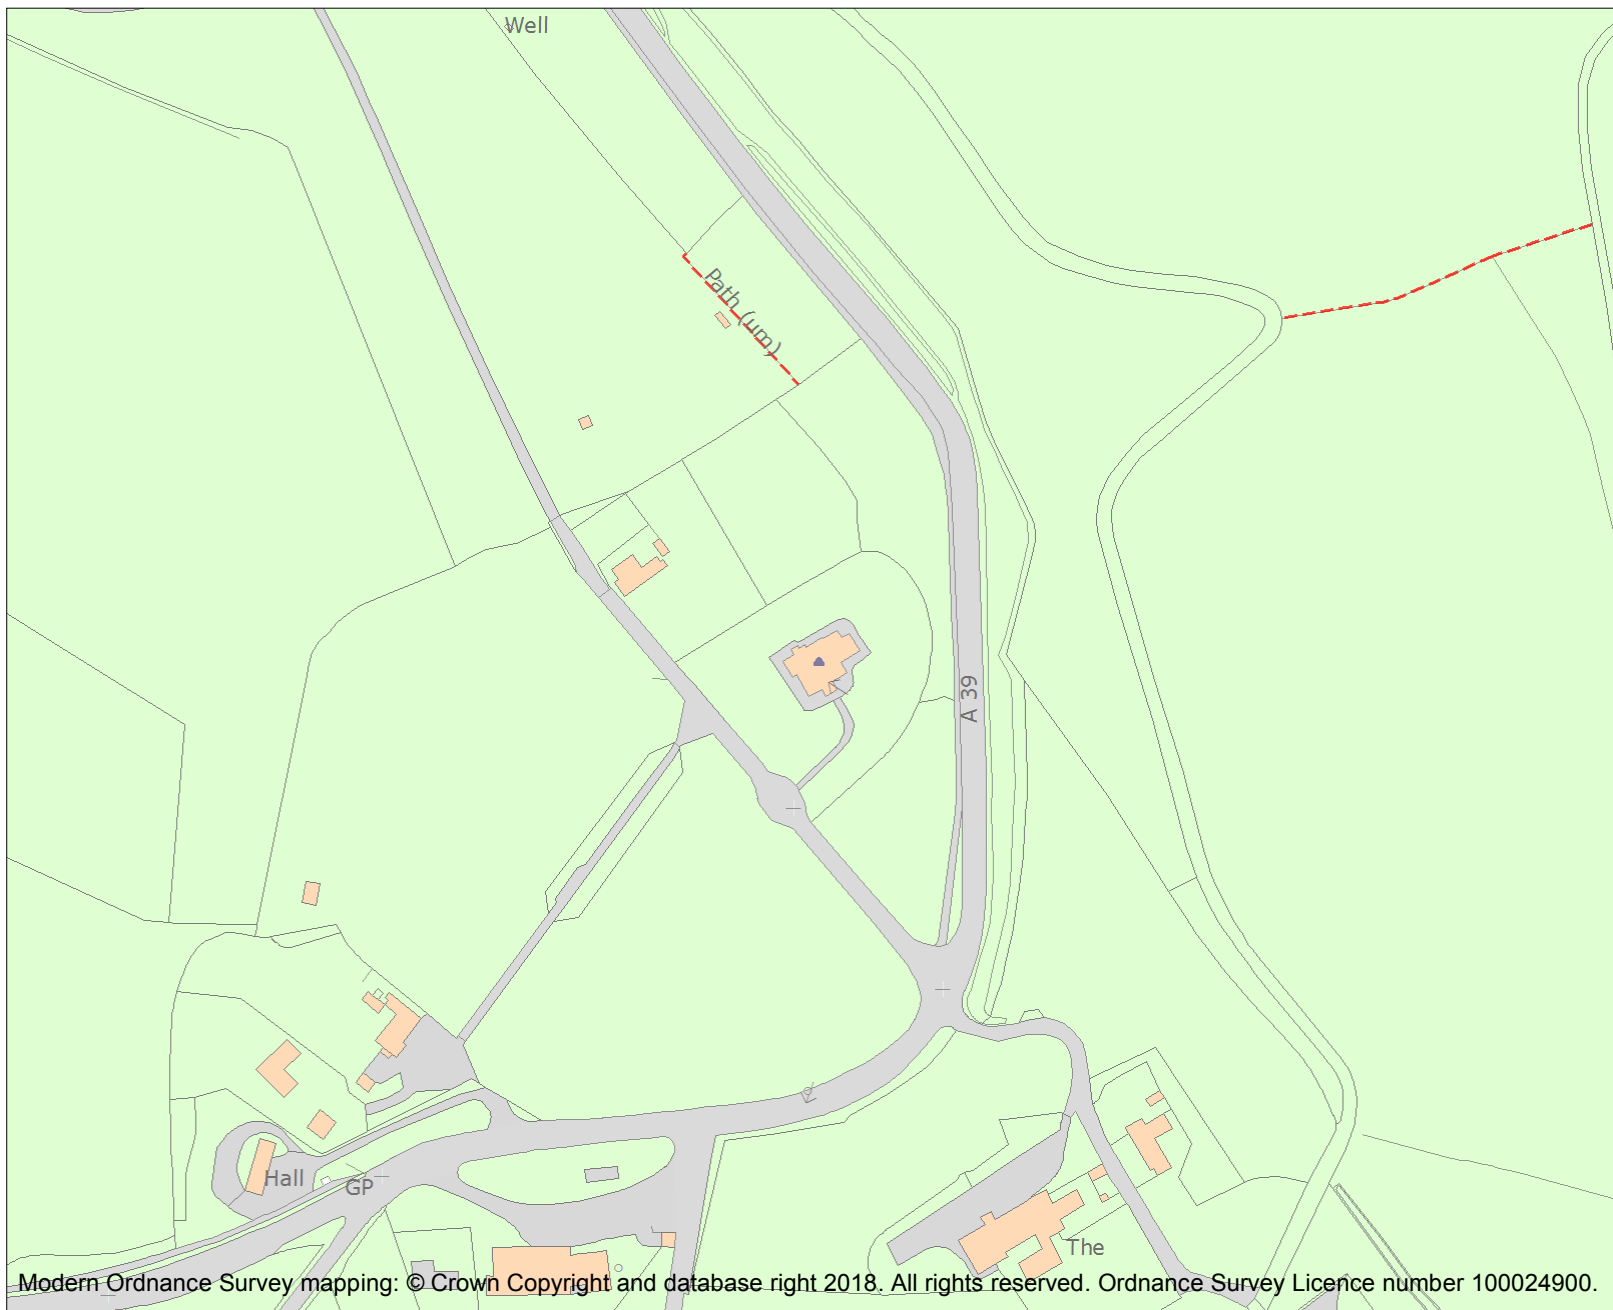 Well
Path (um)
A 39
Hall
GP
The
Modern Ordnance Survey mapping: © Crown Copyright and database right 2018. All rights reserved. Ordnance Survey Licence number 100024900.